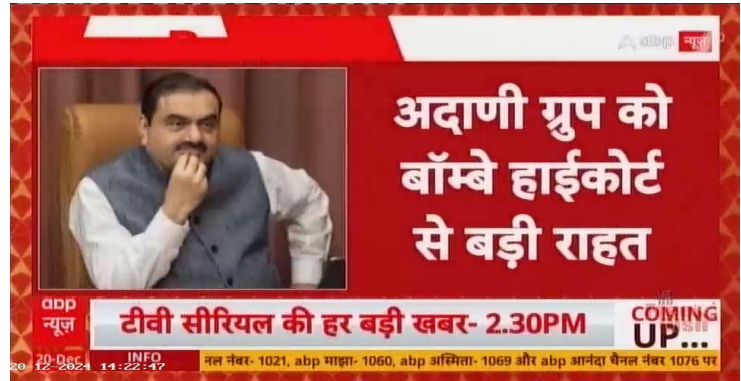 abp न्यूज़
अदाणी ग्रुप को
बॉम्बे हाईकोर्ट
से बड़ी राहत
abp
न्यूज़
टीवी सीरियल की हर बड़ी खबर- 2.30PM
COMING
UP...
20-Dec
INFO
नल नंबर- 1021, abp माझा- 1060, abp अस्मिता- 1069 और abp आनंदा चैनल नंबर 1076 पर
20-12-2024 14:22:47